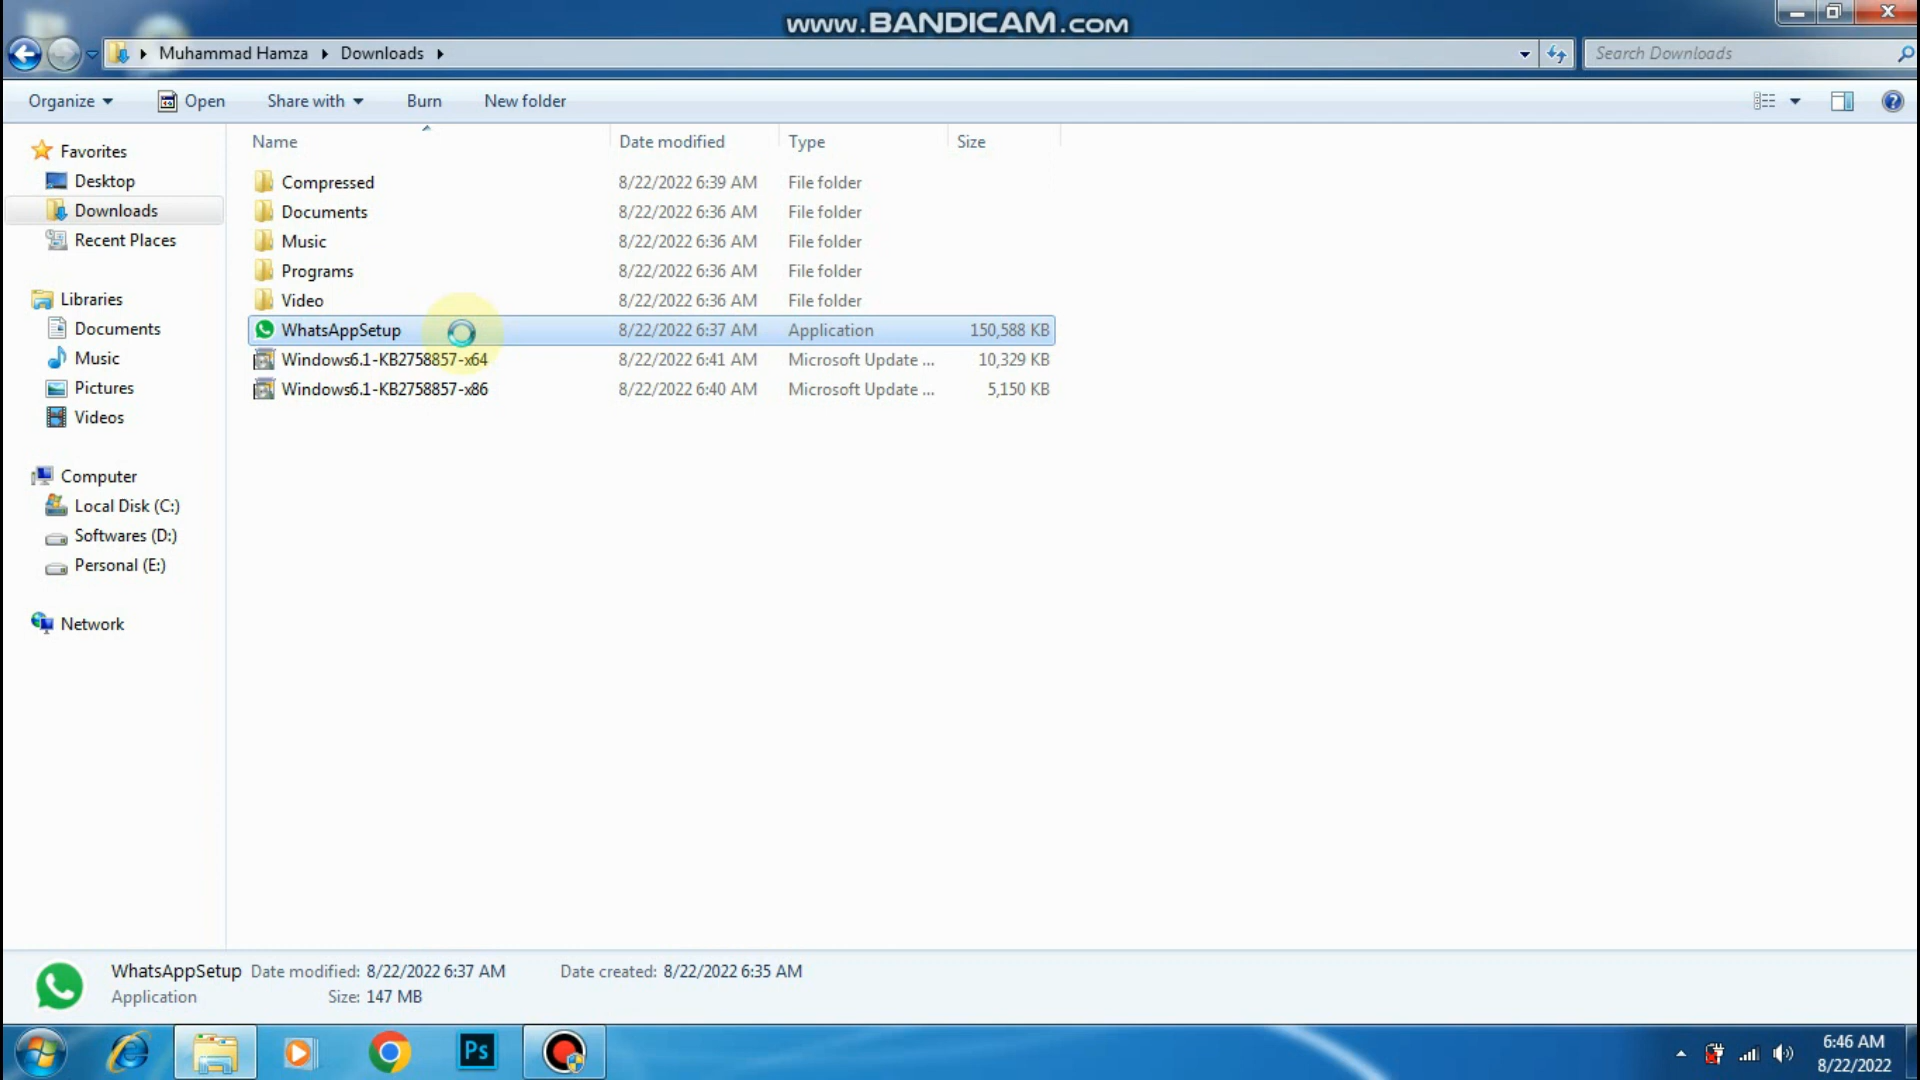 www.BANDICAM.com
Muhammad Hamza Downloads
Search Downloads
Organize Open Share with Burn New folder
Name Date modified Type Size
Favorites
Desktop
Downloads
Recent Places
Libraries
Documents
Music
Pictures
Videos
Computer
Local Disk (C:)
Softwares (D:)
Personal (E:)
Network
Compressed 8/22/2022 6:39 AM File folder
Documents 8/22/2022 6:36 AM File folder
Music 8/22/2022 6:36 AM File folder
Programs 8/22/2022 6:36 AM File folder
Video 8/22/2022 6:36 AM File folder
WhatsAppSetup 8/22/2022 6:37 AM Application 150,588 KB
Windows6.1-KB2758857-x64 8/22/2022 6:41 AM Microsoft Update ... 10,329 KB
Windows6.1-KB2758857-x86 8/22/2022 6:40 AM Microsoft Update ... 5,150 KB
WhatsAppSetup Date modified: 8/22/2022 6:37 AM Date created: 8/22/2022 6:35 AM
Application Size: 147 MB
Ps
6:46 AM
8/22/2022